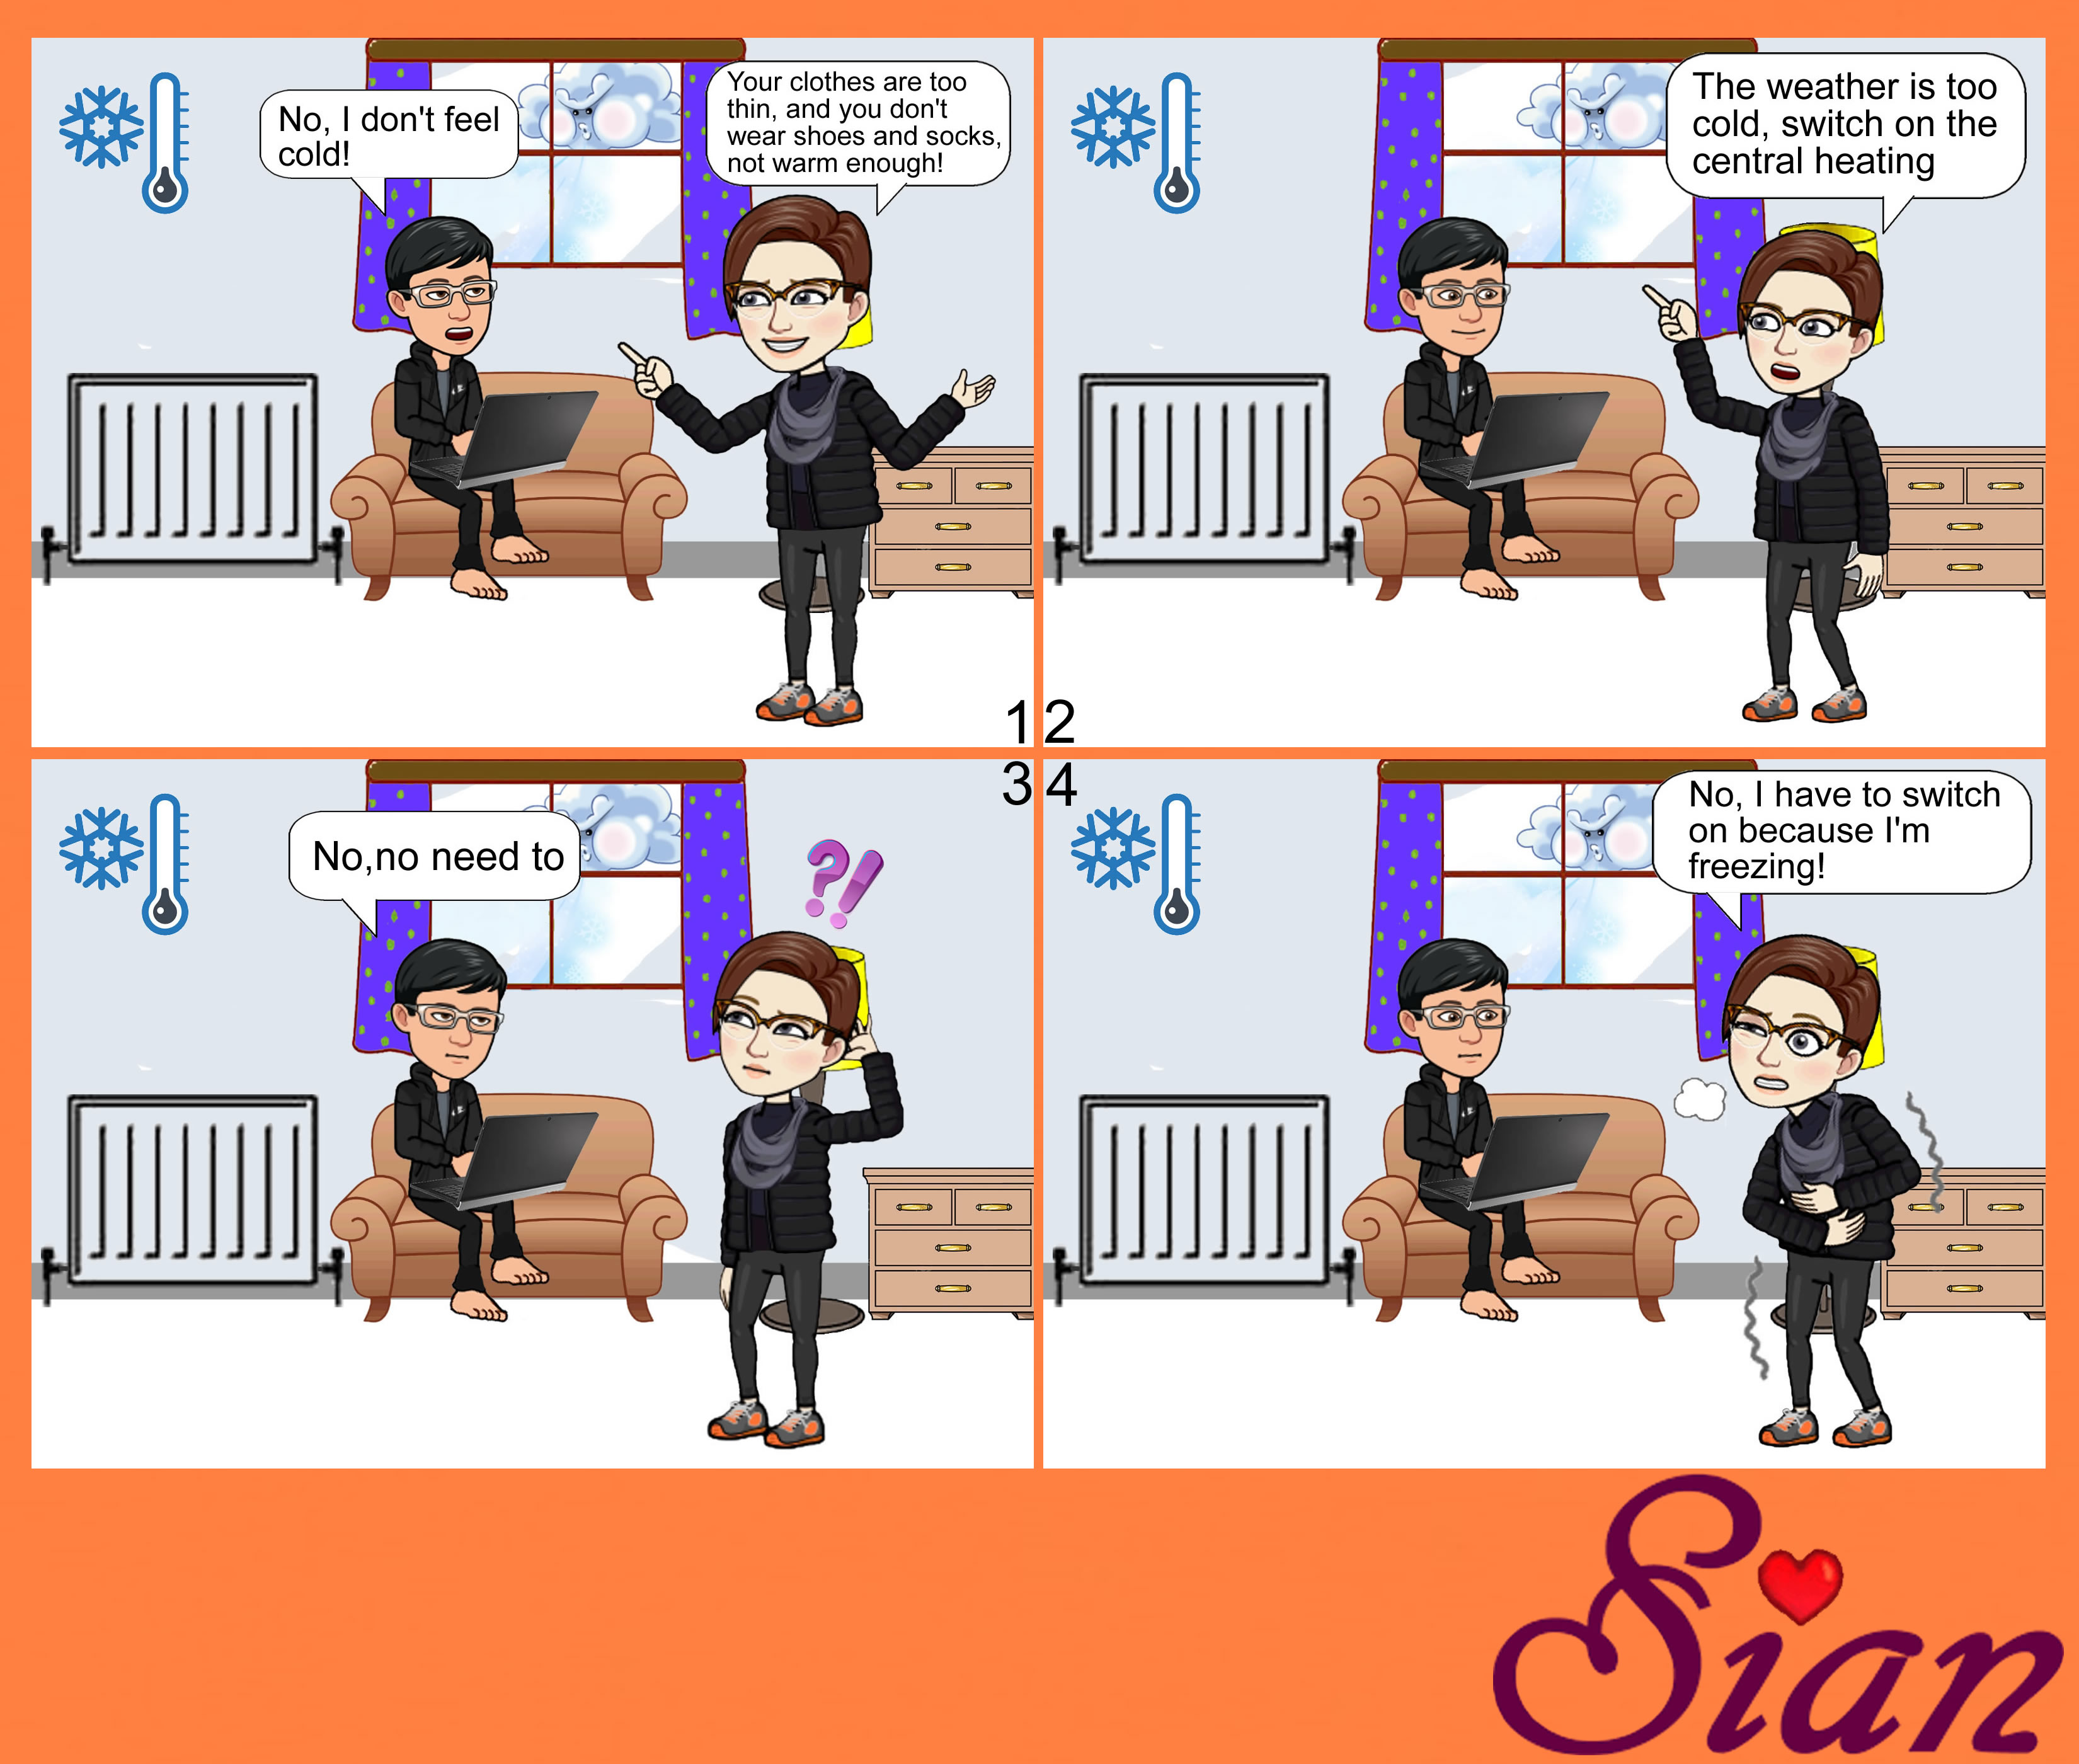 No, I don't feel
cold!
Your clothes are too
thin, and you don't
wear shoes and socks,
not warm enough!
1
The weather is too
cold, switch on the
central heating
2
No,no need to
?!
3
No, I have to switch
on because I'm
freezing!
4
Sian